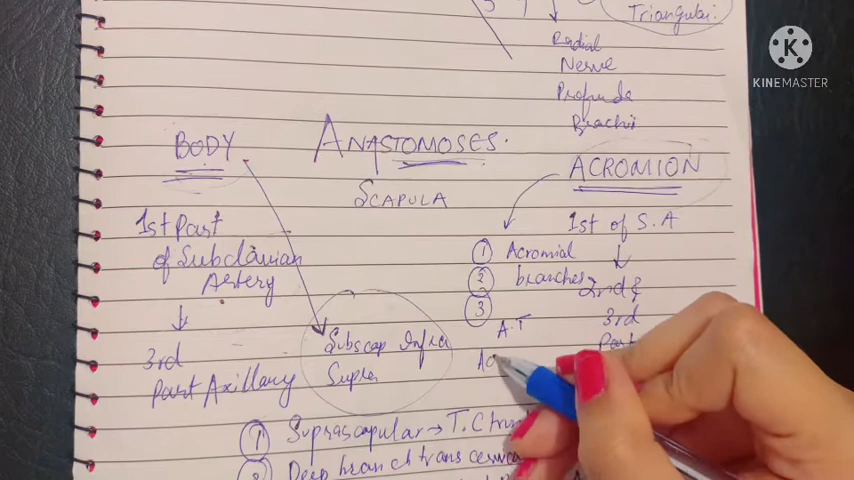 Triangular.
Radial
Nerve
Profunda
Brachii
KINEMASTER
ANASTOMOSES.
SCAPULA
BODY
1st Part
of Subclavian
Artery
3rd
Part Axillary
Subscap Infra
Supra
ACROMION
1st of S.A
2nd &
3rd
Part
1 Acromial
2 branches
3
A.T
1 Suprascapular → T.C trun
2 Deep branch trans cervica